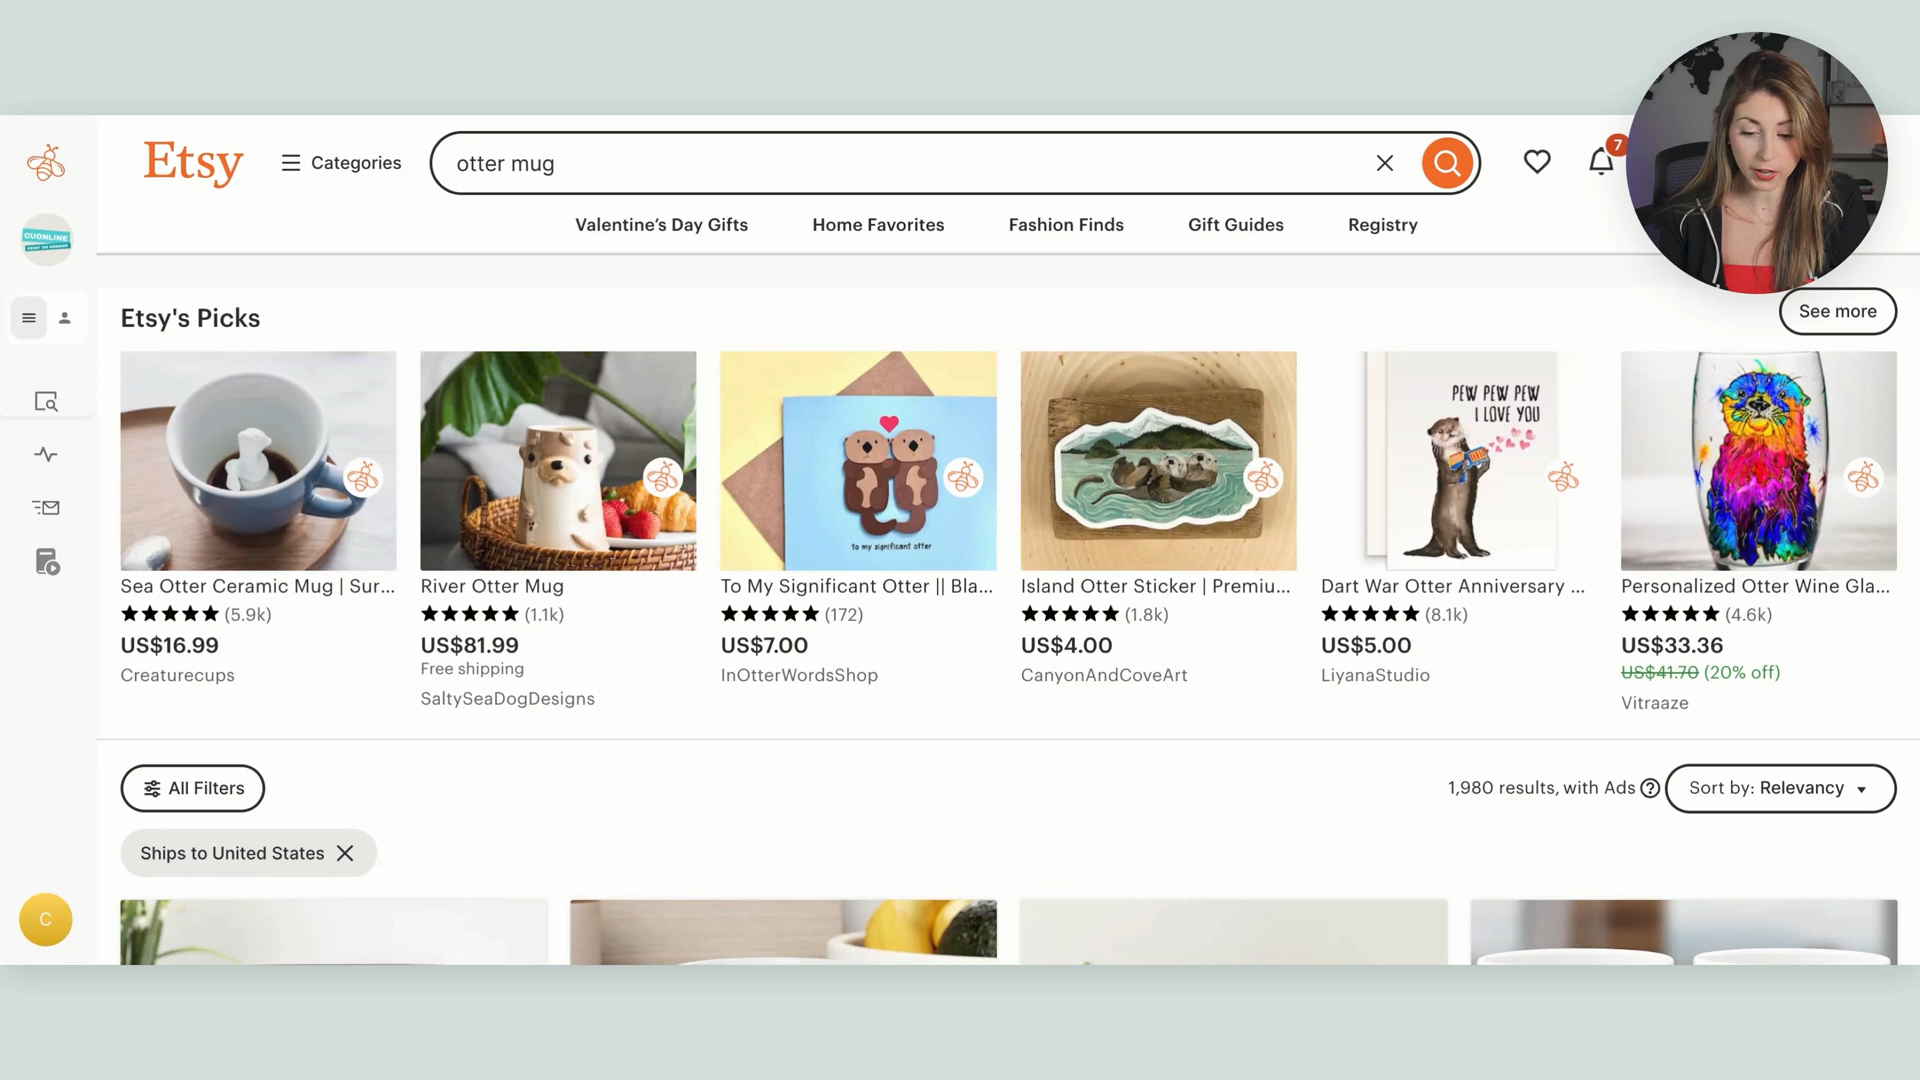 Etsy
Categories
otter mug
7
Valentine’s Day Gifts
Home Favorites
Fashion Finds
Gift Guides
Registry
CUONLINE
PRINT ON DEMAND
Etsy's Picks
See more
to my significant otter
PEW PEW PEW
I LOVE YOU
Sea Otter Ceramic Mug | Sur...
(5.9k)
US$16.99
Creaturecups
River Otter Mug
(1.1k)
US$81.99
Free shipping
SaltySeaDogDesigns
To My Significant Otter || Bla...
(172)
US$7.00
InOtterWordsShop
Island Otter Sticker | Premiu...
(1.8k)
US$4.00
CanyonAndCoveArt
Dart War Otter Anniversary ...
(8.1k)
US$5.00
LiyanaStudio
Personalized Otter Wine Gla...
(4.6k)
US$33.36
US$41.70 (20% off)
Vitraaze
All Filters
1,980 results, with Ads ?
Sort by: Relevancy
Ships to United States
C